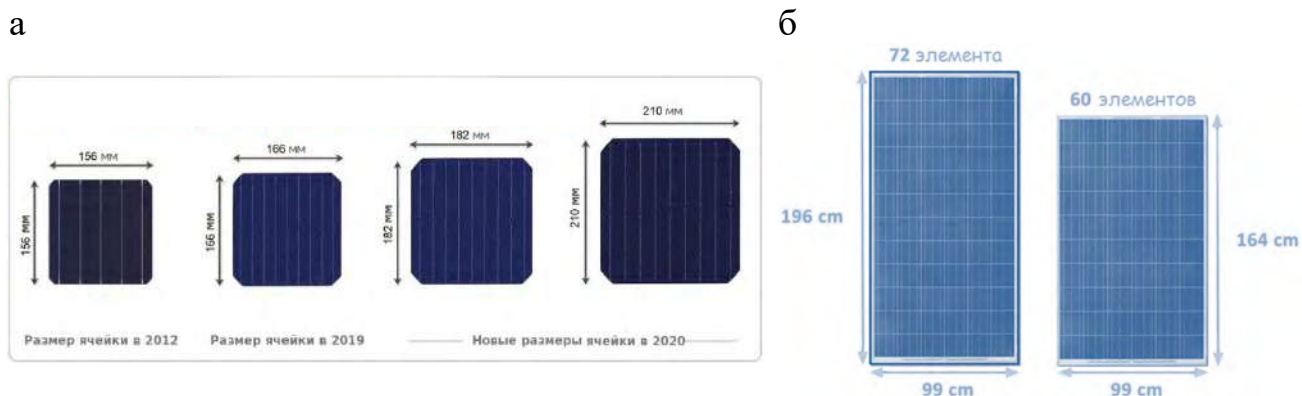 а
б
156 мм
156 мм
166 мм
166 мм
182 мм
182 мм
210 мм
210 мм
Размер ячейки в 2012
Размер ячейки в 2019
Новые размеры ячейки в 2020
72 элемента
60 элементов
196 cm
164 cm
99 cm
99 cm